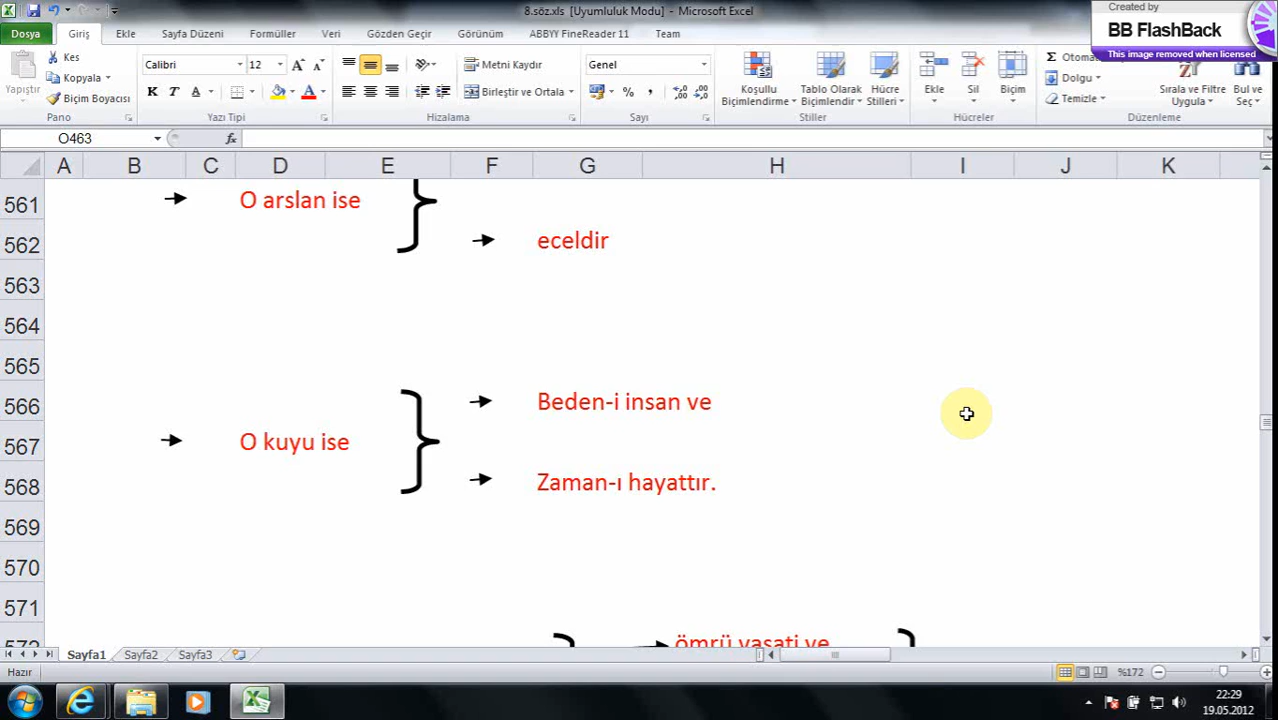 8.söz.xls [Uyumluluk Modu] - Microsoft Excel
Created by
BB FlashBack
This image removed when licensed
Dosya Giriş Ekle Sayfa Düzeni Formüller Veri Gözden Geçir Görünüm ABBYY FineReader 11 Team
Yapıştır
Kes
Kopyala
Biçim Boyacısı
Pano
Calibri 12
K T A
Yazı Tipi
Metni Kaydır
Birleştir ve Ortala
Hizalama
Genel
%
Sayı
Koşullu Biçimlendirme
Tablo Olarak Biçimlendir
Hücre Stilleri
Stiller
Ekle
Sil
Biçim
Hücreler
Σ Otoma
Dolgu
Temizle
Sırala ve Filtre Uygula
Bul ve Seç
Düzenleme
O463 fx
A B C D E F G H I J K
561 O arslan ise
562 eceldir
563
564
565
566 Beden-i insan ve
567 O kuyu ise
568 Zaman-ı hayattır.
569
570
571
572 ömrü vasati ve
Sayfa1 Sayfa2 Sayfa3
Hazır %172
22:29
19.05.2012